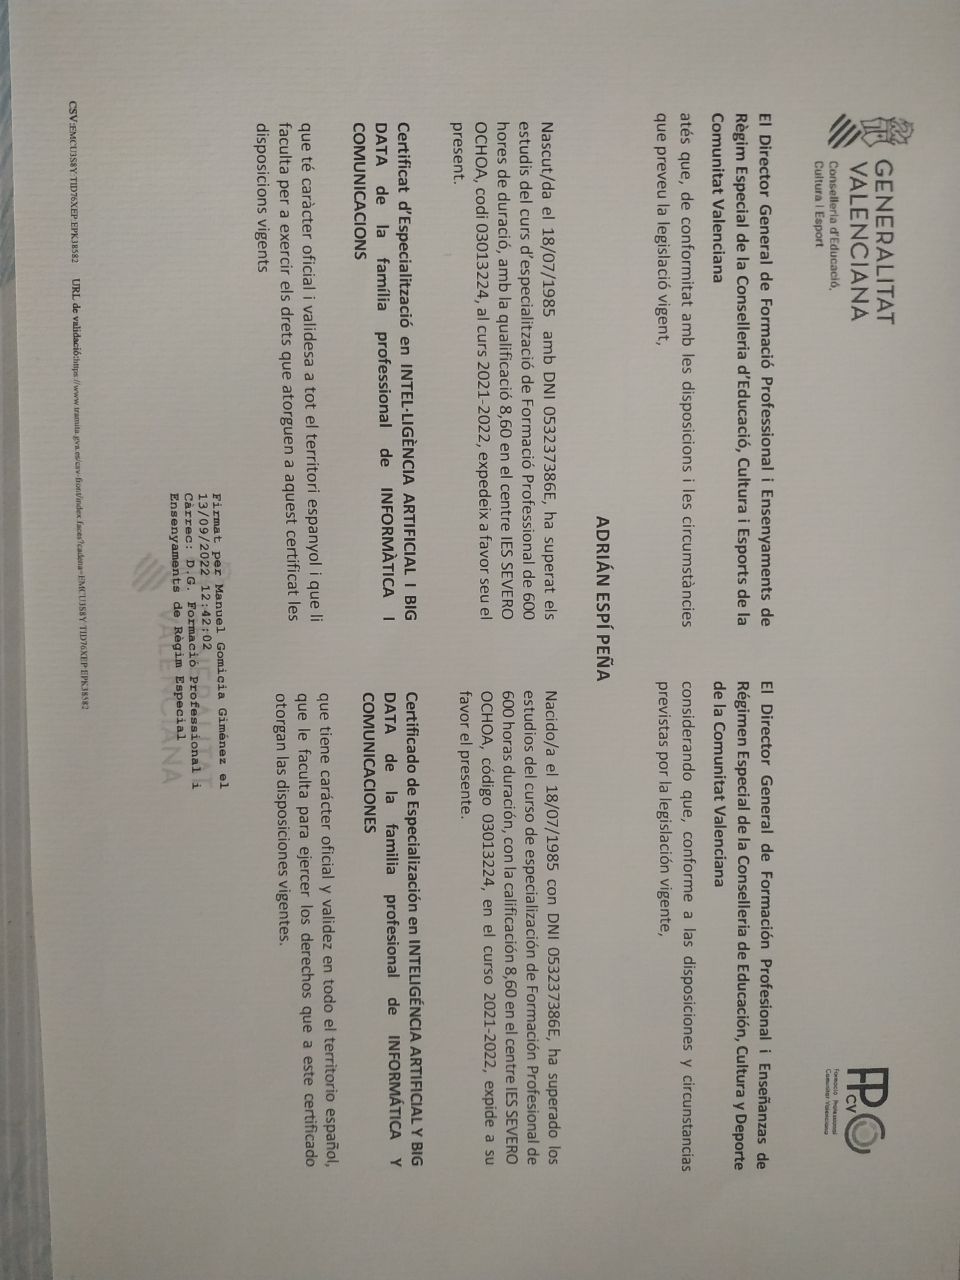 GENERALITAT
VALENCIANA
Conselleria d'Educació,
Cultura i Esport
FPCV
Formació Professional
Comunitat Valenciana
El Director General de Formació Professional i Ensenyaments de
Règim Especial de la Conselleria d'Educació, Cultura i Esports de la
Comunitat Valenciana
atés que, de conformitat amb les disposicions i les circumstàncies
que preveu la legislació vigent,
El Director General de Formación Profesional i Enseñanzas de
Régimen Especial de la Conselleria de Educación, Cultura y Deporte
de la Comunitat Valenciana
considerando que, conforme a las disposiciones y circunstancias
previstas por la legislación vigente,
ADRIÁN ESPÍ PEÑA
Nascut/da el 18/07/1985 amb DNI 053237386E, ha superat els
estudis del curs d'especialització de Formació Professional de 600
hores de duració, amb la qualificació 8,60 en el centre IES SEVERO
OCHOA, codi 03013224, al curs 2021-2022, expedeix a favor seu el
present.
Certificat d'Especialització en INTEL·LIGÈNCIA ARTIFICIAL I BIG
DATA de la família professional de INFORMÀTICA I
COMUNICACIONS
que té caràcter oficial i validesa a tot el territori espanyol i que li
faculta per a exercir els drets que atorguen a aquest certificat les
disposicions vigents
Nacido/a el 18/07/1985 con DNI 053237386E, ha superado los
estudios del curso de especialización de Formación Profesional de
600 horas duración, con la calificación 8,60 en el centre IES SEVERO
OCHOA, código 03013224, en el curso 2021-2022, expide a su
favor el presente.
Certificado de Especialización en INTELIGÉNCIA ARTIFICIAL Y BIG
DATA de la familia profesional de INFORMÁTICA Y
COMUNICACIONES
que tiene carácter oficial y validez en todo el territorio español,
que le faculta para ejercer los derechos que a este certificado
otorgan las disposiciones vigentes.
Firmat per Manuel Gomicia Giménez el
13/09/2022 12:42:02
Càrrec: D.G. Formació Professional i
Ensenyaments de Règim Especial
GENERALITAT
VALENCIANA
CSV:EMCU3S8Y:TID76XEP:EPK38582 URL de validació:https://www.tramita.gva.es/csv-front/index.faces?cadena=EMCU3S8Y:TID76XEP:EPK38582